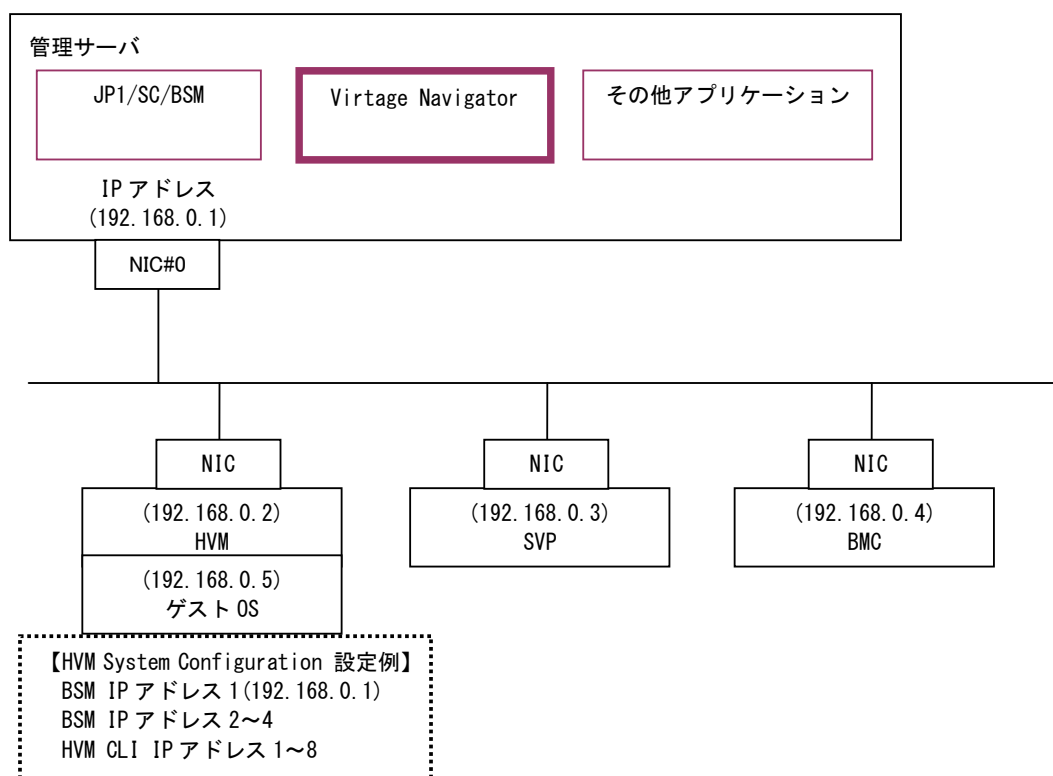 管理サーバ
JP1/SC/BSM
Virtage Navigator
その他アプリケーション
IP アドレス
(192.168.0.1)
NIC#0
NIC
NIC
NIC
(192.168.0.2)
HVM
(192.168.0.3)
SVP
(192.168.0.4)
BMC
(192.168.0.5)
ゲスト OS
【HVM System Configuration 設定例】
BSM IP アドレス 1(192.168.0.1)
BSM IP アドレス 2～4
HVM CLI IP アドレス 1～8